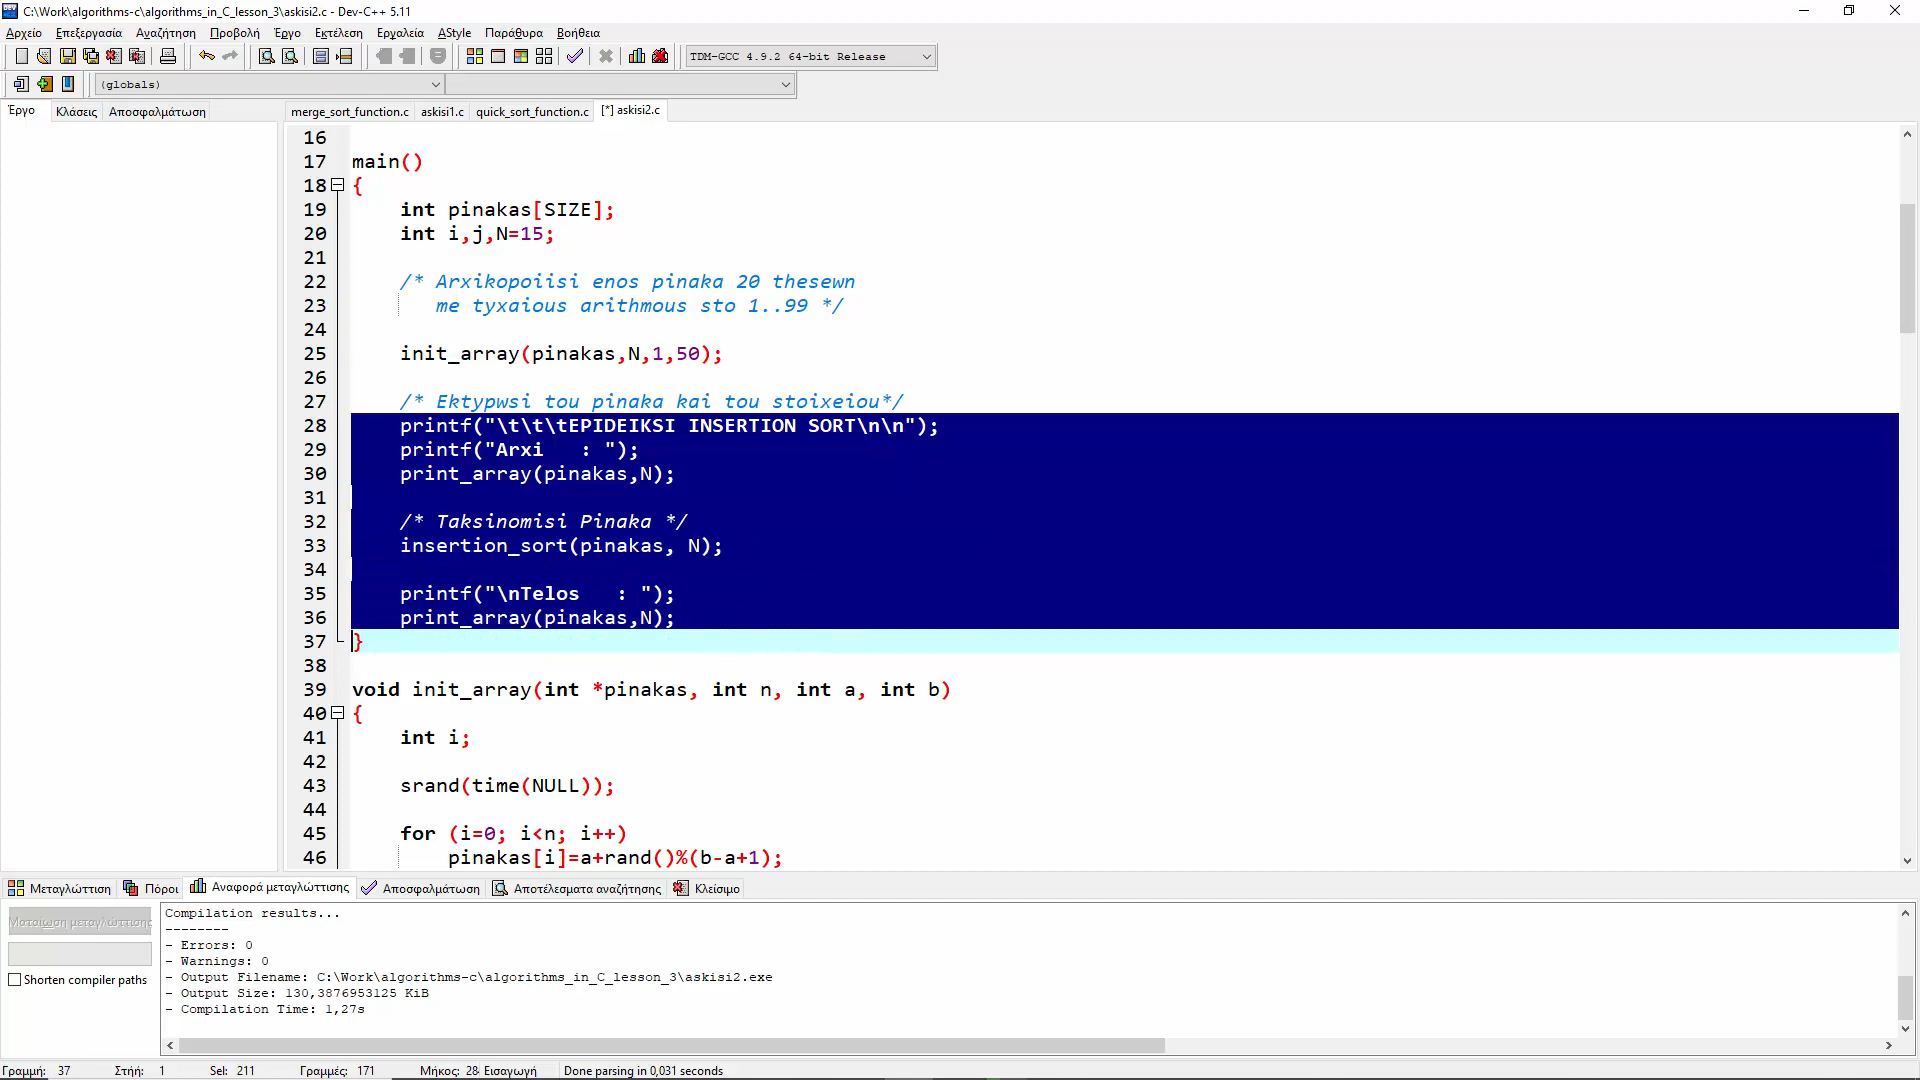 C:\Work\algorithms-c\algorithms_in_C_lesson_3\askisi2.c - Dev-C++ 5.11
Αρχείο Επεξεργασία Αναζήτηση Προβολή Έργο Εκτέλεση Εργαλεία AStyle Παράθυρα Βοήθεια
TDM-GCC 4.9.2 64-bit Release
(globals)
Έργο Κλάσεις Αποσφαλμάτωση
merge_sort_function.c askisi1.c quick_sort_function.c [*] askisi2.c
16
17 main()
18 {
19 int pinakas[SIZE];
20 int i,j,N=15;
21
22 /* Arxikopoiisi enos pinaka 20 thesewn
23 me tyxaious arithmous sto 1..99 */
24
25 init_array(pinakas,N,1,50);
26
27 /* Ektypwsi tou pinaka kai tou stoixeiou*/
28 printf("\t\t\tEPIDEIKSI INSERTION SORT\n\n");
29 printf("Arxi   : ");
30 print_array(pinakas,N);
31
32 /* Taksinomisi Pinaka */
33 insertion_sort(pinakas, N);
34
35 printf("\nTelos   : ");
36 print_array(pinakas,N);
37 }
38
39 void init_array(int *pinakas, int n, int a, int b)
40 {
41 int i;
42
43 srand(time(NULL));
44
45 for (i=0; i<n; i++)
46 pinakas[i]=a+rand()%(b-a+1);
Μεταγλώττιση Πόροι Αναφορά μεταγλώττισης Αποσφαλμάτωση Αποτέλεσματα αναζήτησης Κλείσιμο
Ματαίωση μεταγλώττισης
Shorten compiler paths
Compilation results...
--------
- Errors: 0
- Warnings: 0
- Output Filename: C:\Work\algorithms-c\algorithms_in_C_lesson_3\askisi2.exe
- Output Size: 130,3876953125 KiB
- Compilation Time: 1,27s
Γραμμή: 37 Στήή: 1 Sel: 211 Γραμμές: 171 Μήκος: 28 Εισαγωγή Done parsing in 0,031 seconds